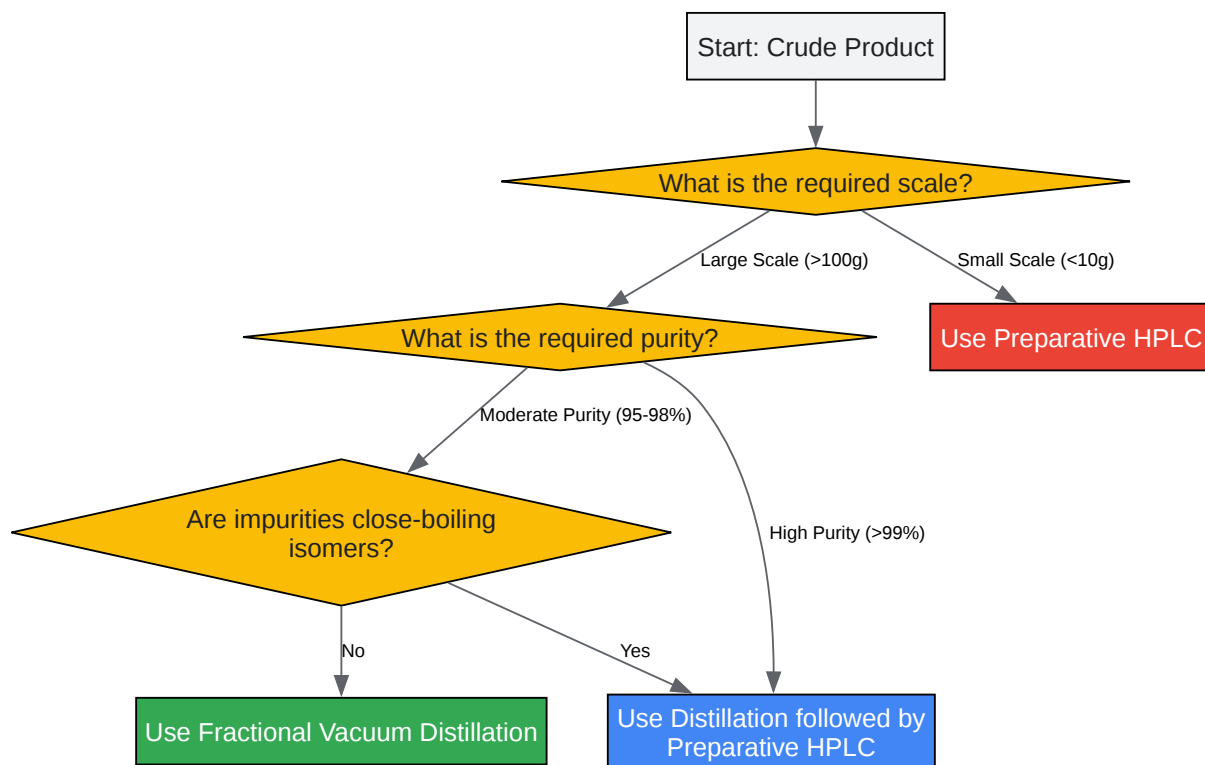 Start: Crude Product
What is the required scale?
Large Scale (>100g)
Small Scale (<10g)
What is the required purity?
Use Preparative HPLC
Moderate Purity (95-98%)
Are impurities close-boiling
isomers?
High Purity (>99%)
No
Yes
Use Fractional Vacuum Distillation
Use Distillation followed by
Preparative HPLC